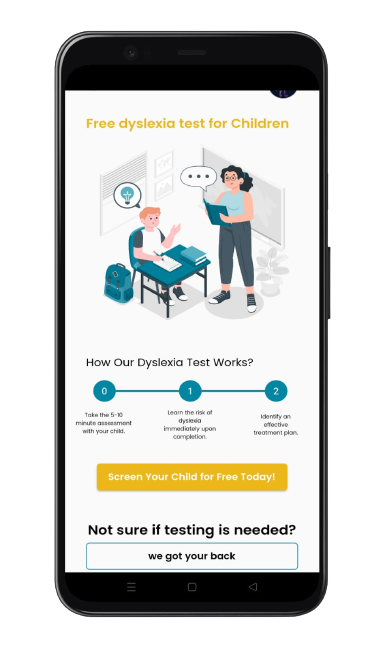 Free dyslexia test for Children
How Our Dyslexia Test Works?
0
1
2
Take the 5-10
minute assessment
with your child.
Learn the risk of
dyslexia
immediately upon
completion.
Identify an
effective
treatment plan.
Screen Your Child for Free Today!
Not sure if testing is needed?
we got your back